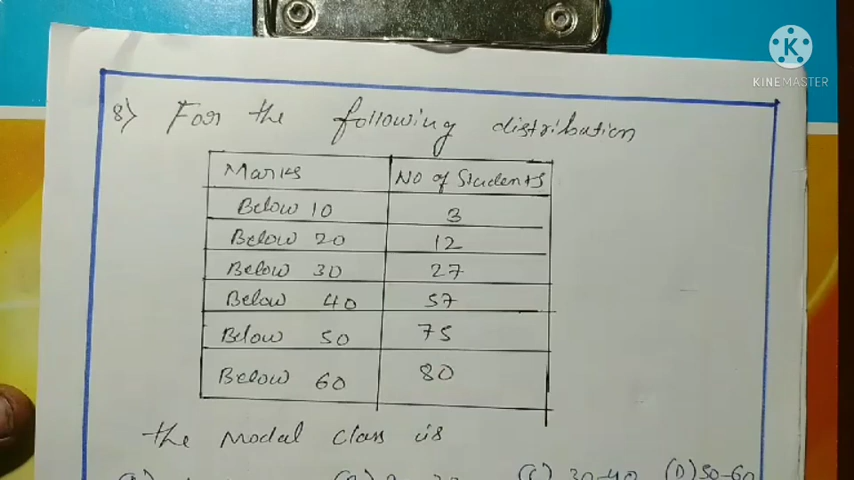 K
KINEMASTER
8) For the following distribution
Marks No of Students
Below 10 3
Below 20 12
Below 30 27
Below 40 57
Below 50 75
Below 60 80
the Modal class is
(C) 30-40 (D) 50-60